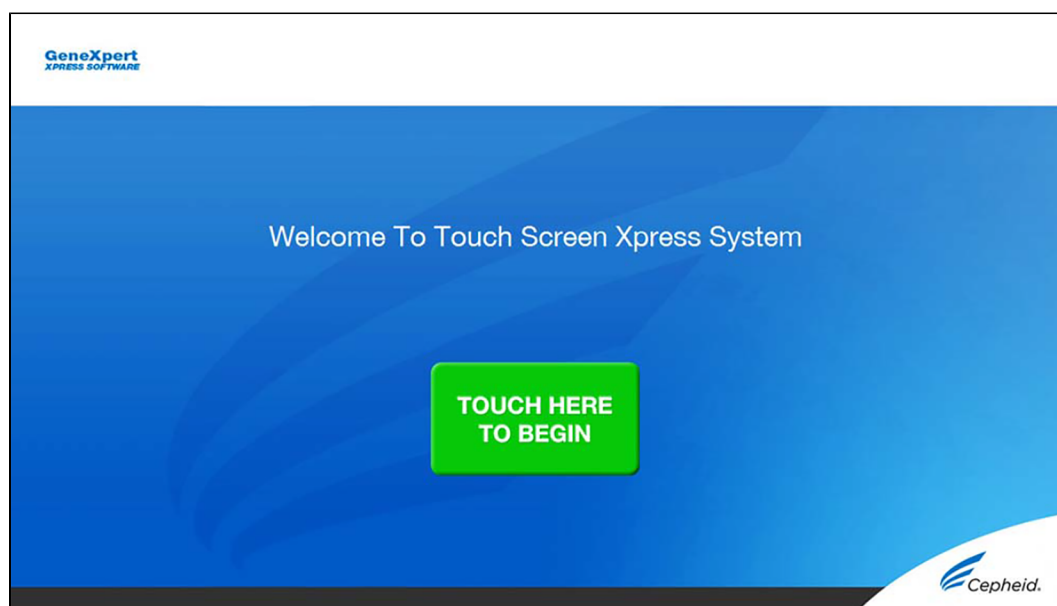 GeneXpert
XPRESS SOFTWARE
Welcome To Touch Screen Xpress System
TOUCH HERE
TO BEGIN
Cepheid.